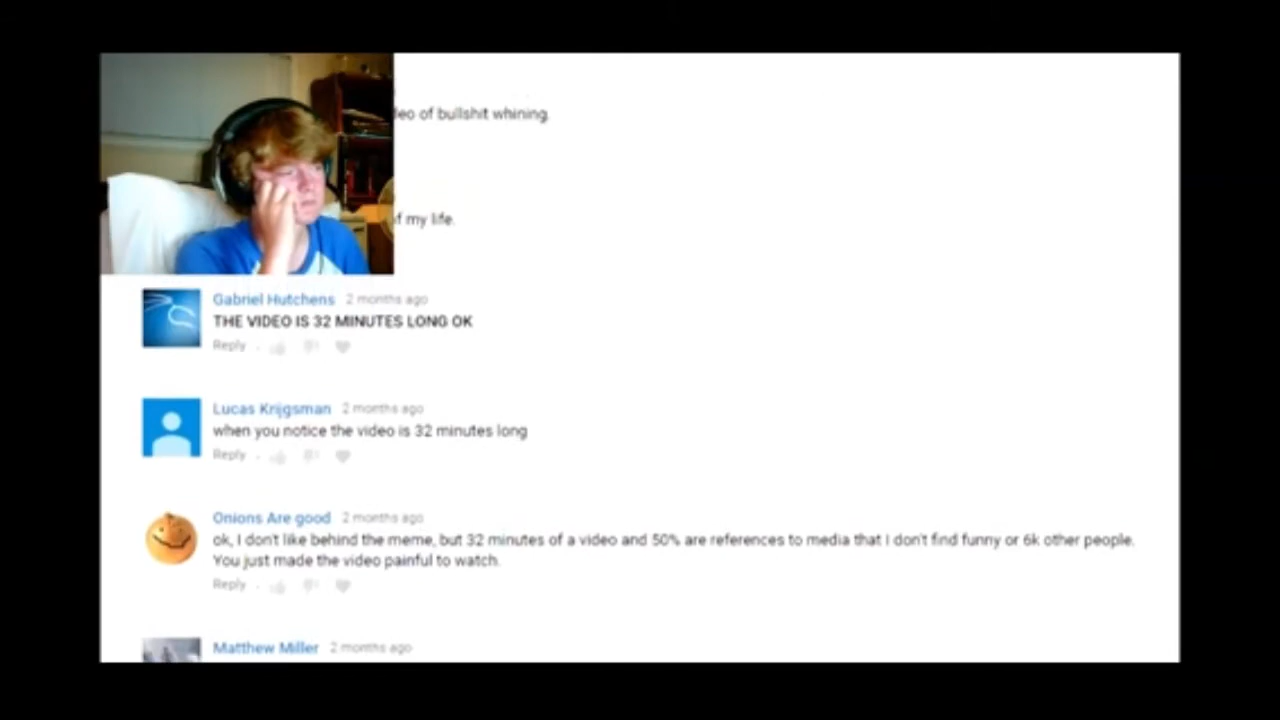 deo of bullshit whining.
of my life.
Gabriel Hutchens 2 months ago
THE VIDEO IS 32 MINUTES LONG OK
Reply
Lucas Krijgsman 2 months ago
when you notice the video is 32 minutes long
Reply
Onions Are good 2 months ago
ok, I don't like behind the meme, but 32 minutes of a video and 50% are references to media that I don't find funny or 6k other people.
You just made the video painful to watch.
Reply
Matthew Miller 2 months ago